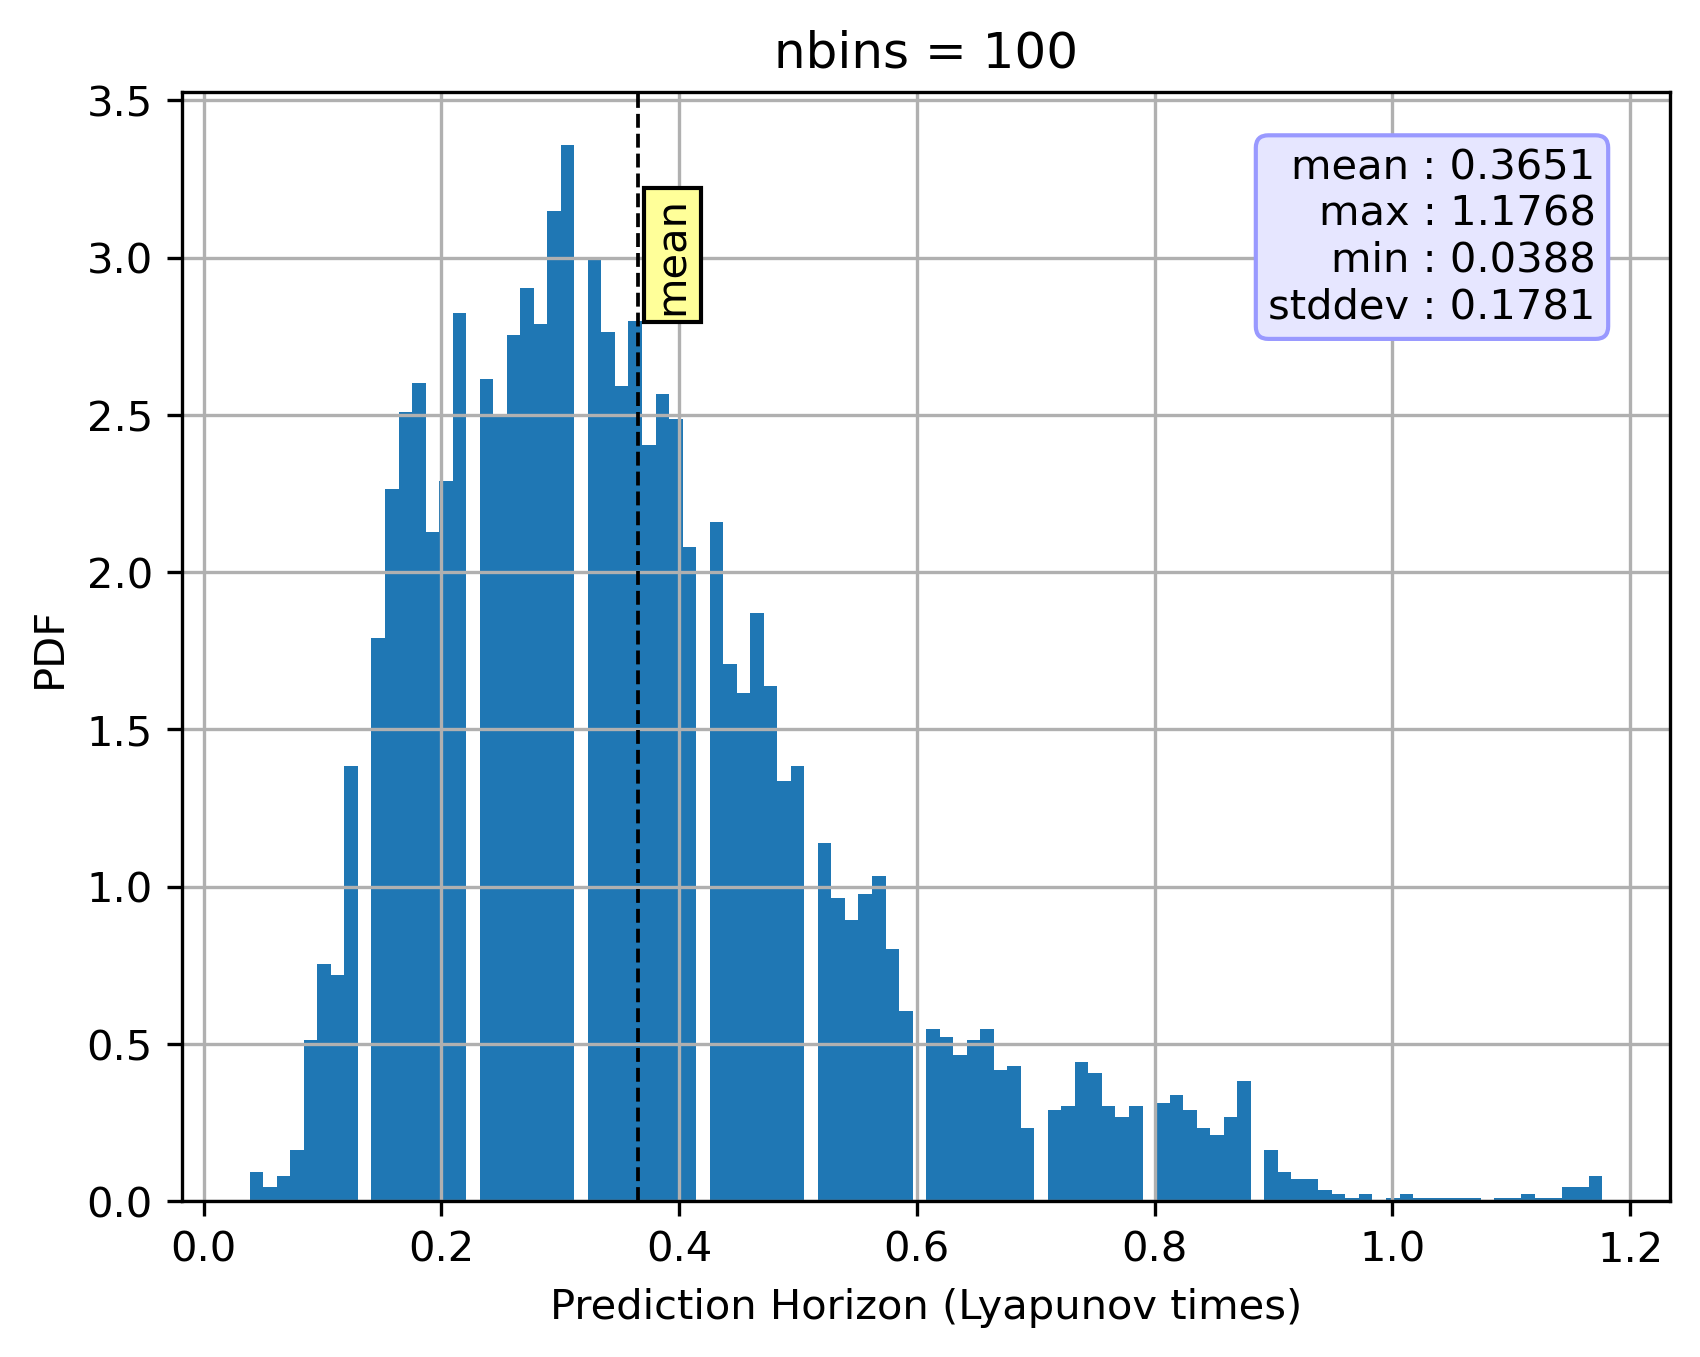 nbins = 100
3.5
3.0
2.5
2.0
1.5
1.0
0.5
0.0
PDF
mean
mean : 0.3651
max : 1.1768
min : 0.0388
stddev : 0.1781
0.0 0.2 0.4 0.6 0.8 1.0 1.2
Prediction Horizon (Lyapunov times)